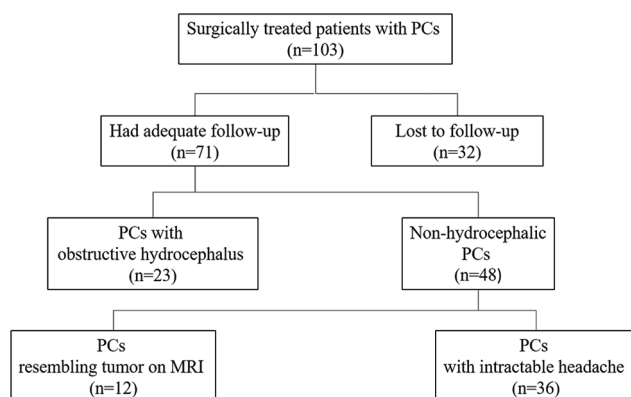 Surgically treated patients with PCs
(n=103)
Had adequate follow-up
(n=71)
Lost to follow-up
(n=32)
PCs with
obstructive hydrocephalus
(n=23)
Non-hydrocephalic
PCs
(n=48)
PCs
resembling tumor on MRI
(n=12)
PCs
with intractable headache
(n=36)